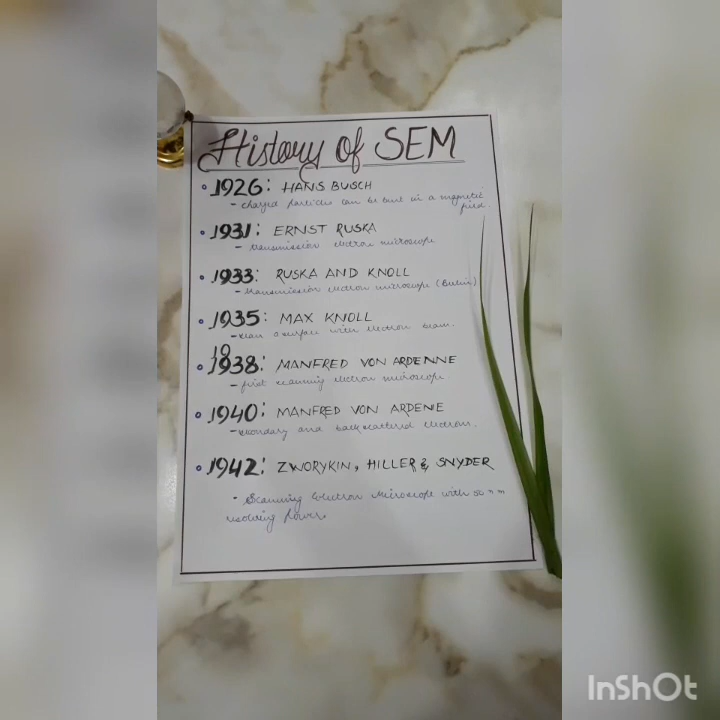 History of SEM
1926: HANS BUSCH
- charged particles can be bent in a magnetic
field.
1931: ERNST RUSKA
- transmission electron microscope
1933: RUSKA AND KNOLL
- transmission electron microscope (Berlin)
1935: MAX KNOLL
- scan a surface with electron beam.
19
1938: MANFRED VON ARDENNE
- first scanning electron microscope
1940: MANFRED VON ARDENE
- secondary and backscattered electrons.
1942: ZWORYKIN, HILLER & SNYDER
- Scanning Electron Microscope with 50 nm
resolving power.
InShOt